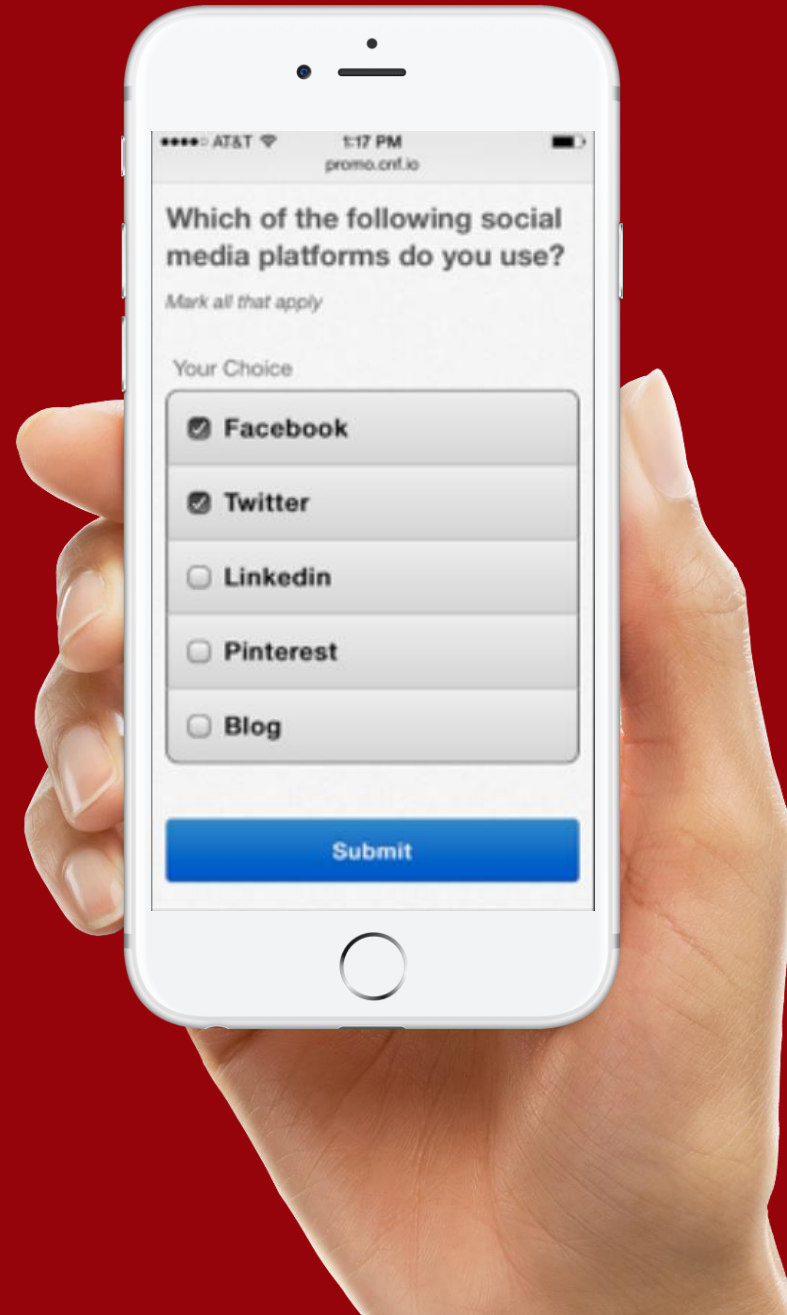 AT&T 1:17 PM
promo.cnf.io
Which of the following social
media platforms do you use?
Mark all that apply
Your Choice
Facebook
Twitter
Linkedin
Pinterest
Blog
Submit